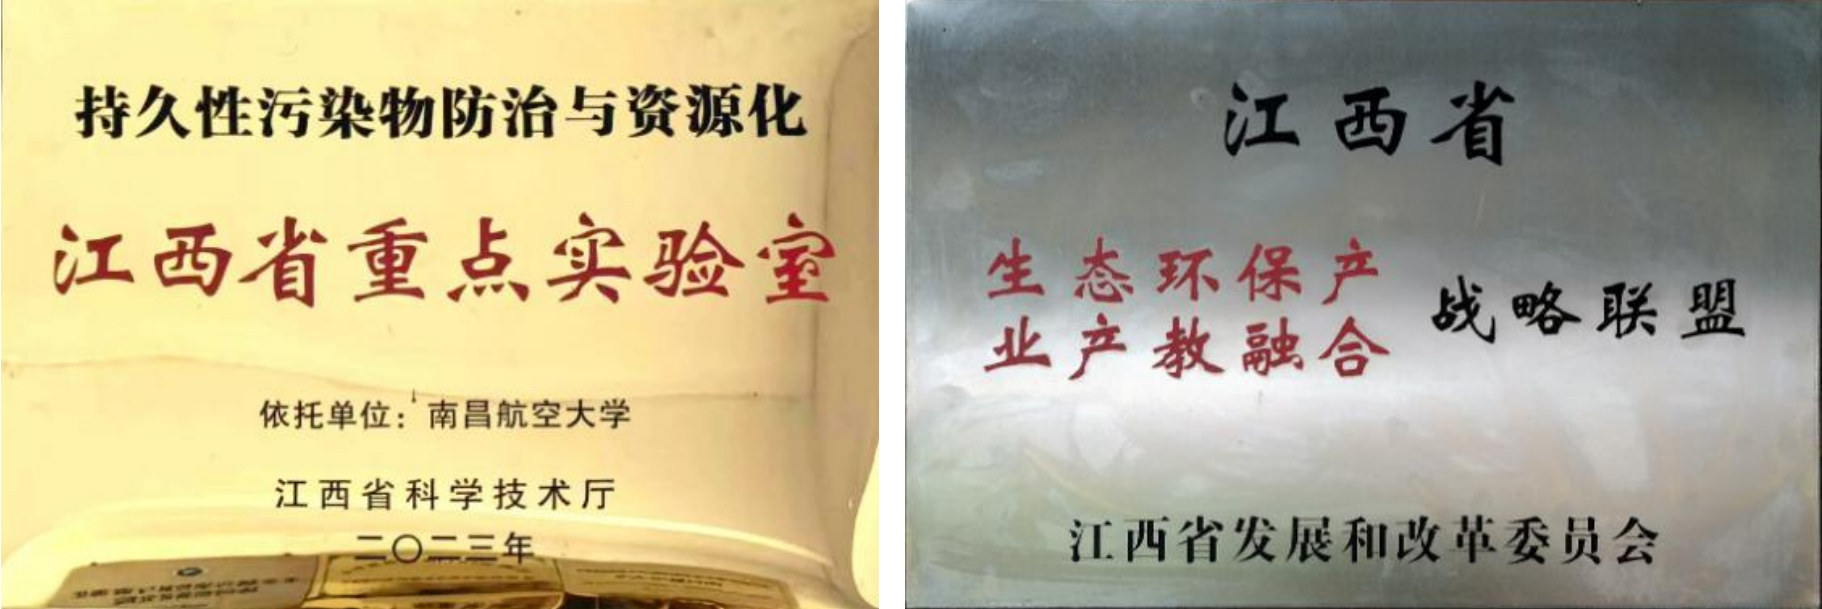 持久性污染物防治与资源化
江西省重点实验室
依托单位：南昌航空大学
江西省科学技术厅
二〇二三年
江西省
生态环保产
业产教融合
战略联盟
江西省发展和改革委员会